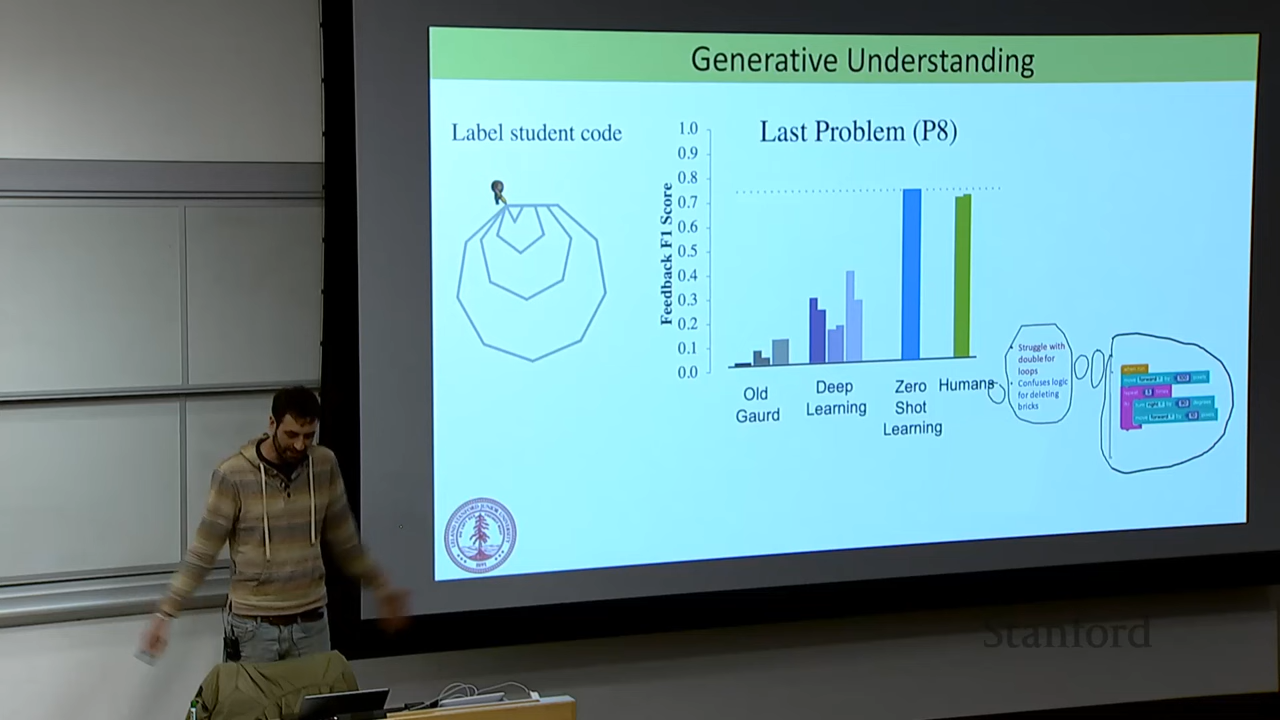 Generative Understanding
Label student code
Last Problem (P8)
Feedback F1 Score
1.0
0.9
0.8
0.7
0.6
0.5
0.4
0.3
0.2
0.1
0.0
Old
Gaurd
Deep
Learning
Zero
Shot
Learning
Humans
Struggle with
double for
loops
Confuses logic
for deleting
bricks
Stanford